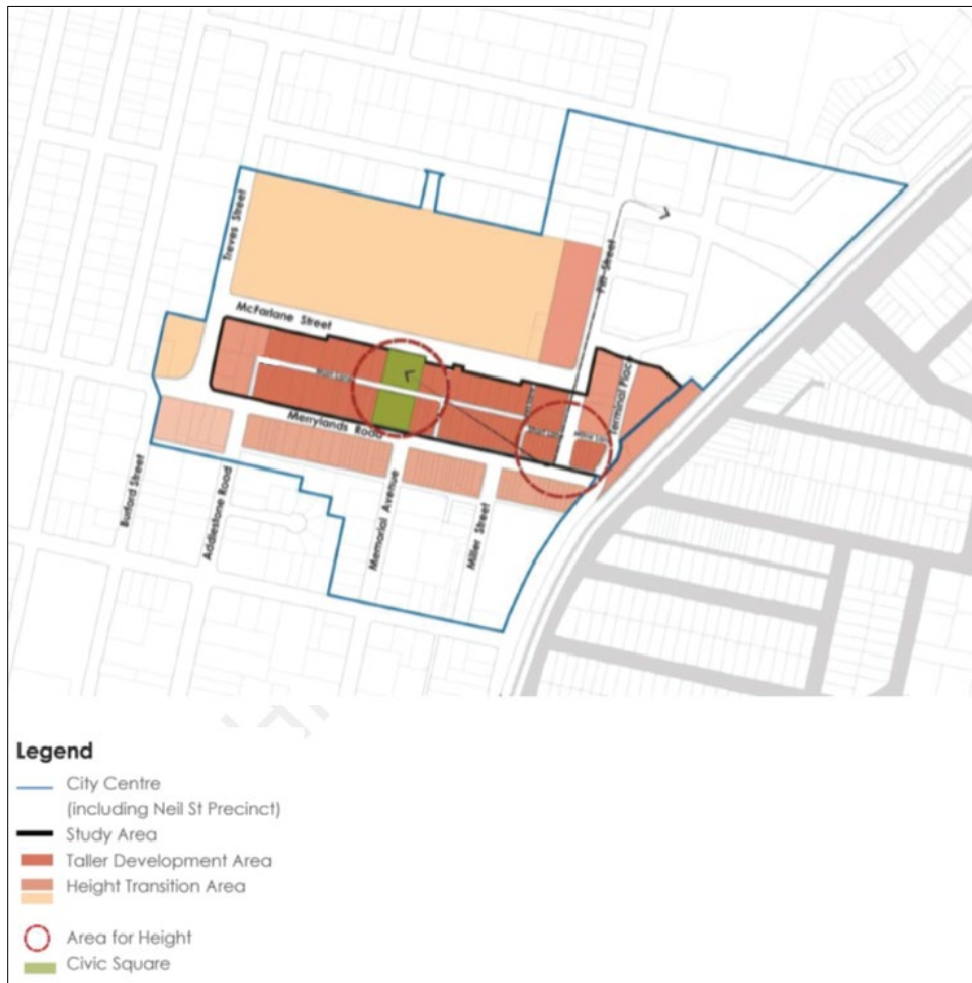 Treves Street
Pitt Street
McFarlane Street
Terminal Place
Merrylands Road
Burford Street
Addlestone Road
Memorial Avenue
Miller Street
Legend
City Centre
(including Neil St Precinct)
Study Area
Taller Development Area
Height Transition Area
Area for Height
Civic Square